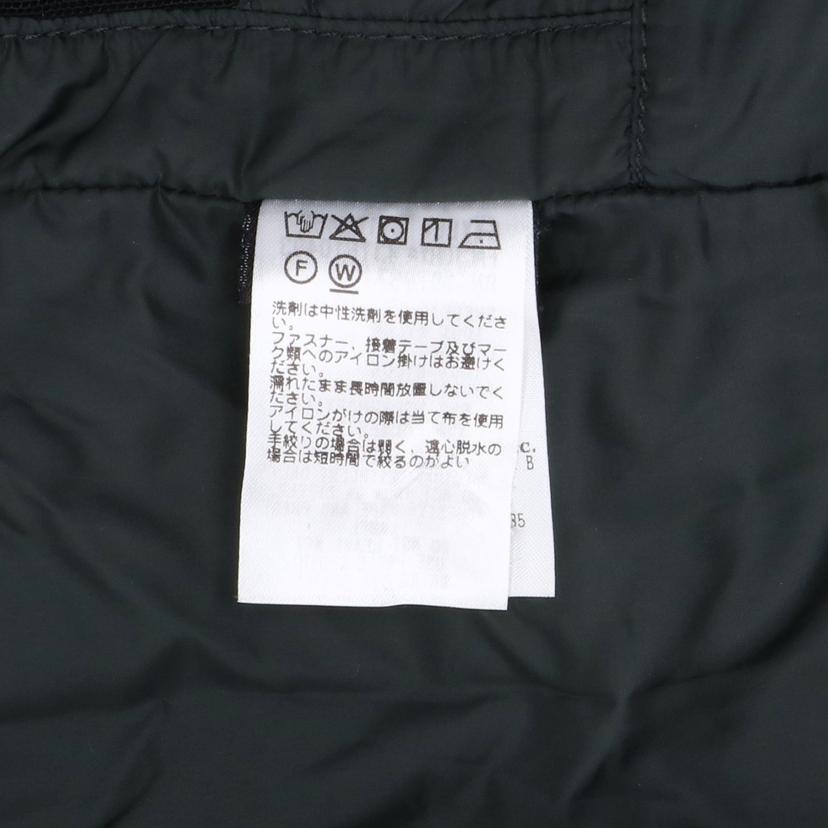 F W
洗剤は中性洗剤を使用してくださ
い。
ファスナー、接着テープ及びマー
ク類へのアイロン掛けはお避けく
ださい。
濡れたまま長時間放置しないでく
ださい。
アイロンがけの際は当て布を使用
してください。
手絞りの場合は弱く、遠心脱水の
場合は短時間で絞るのがよい
c.
B
85